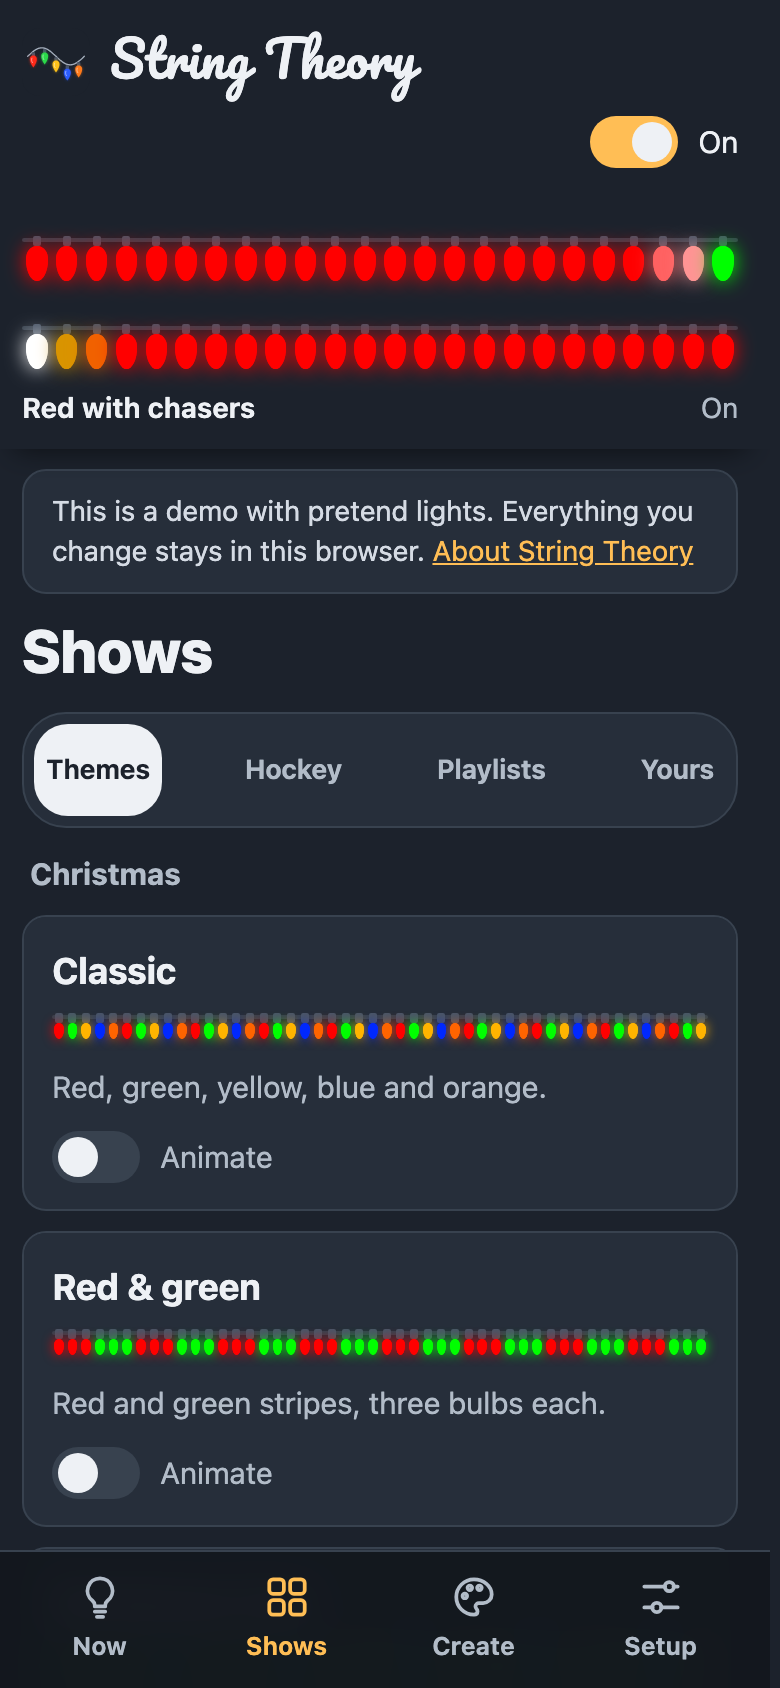 String Theory
On
Red with chasers
On
This is a demo with pretend lights. Everything you
change stays in this browser. About String Theory
Shows
Themes
Hockey
Playlists
Yours
Christmas
Classic
Red, green, yellow, blue and orange.
Animate
Red & green
Red and green stripes, three bulbs each.
Animate
Now
Shows
Create
Setup